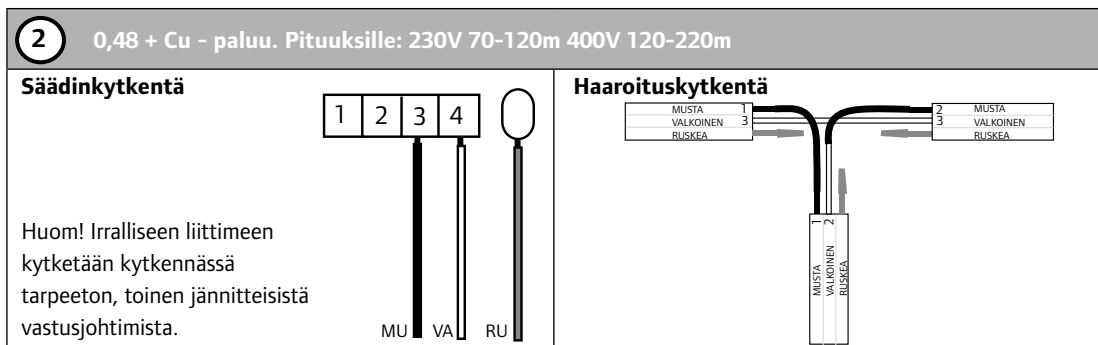 2 0,48 + Cu - paluu. Pituuksille: 230V 70-120m 400V 120-220m
Säädinkytkentä
1 2 3 4
Huom! Irralliseen liittimeen
kytketään kytkennässä
tarpeeton, toinen jännitteisistä
vastusjohtimista.
MU VA RU
Haaroituskytkentä
MUSTA 1
VALKOINEN 3
RUSKEA
2 MUSTA
3 VALKOINEN
RUSKEA
MUSTA 1
VALKOINEN 2
RUSKEA